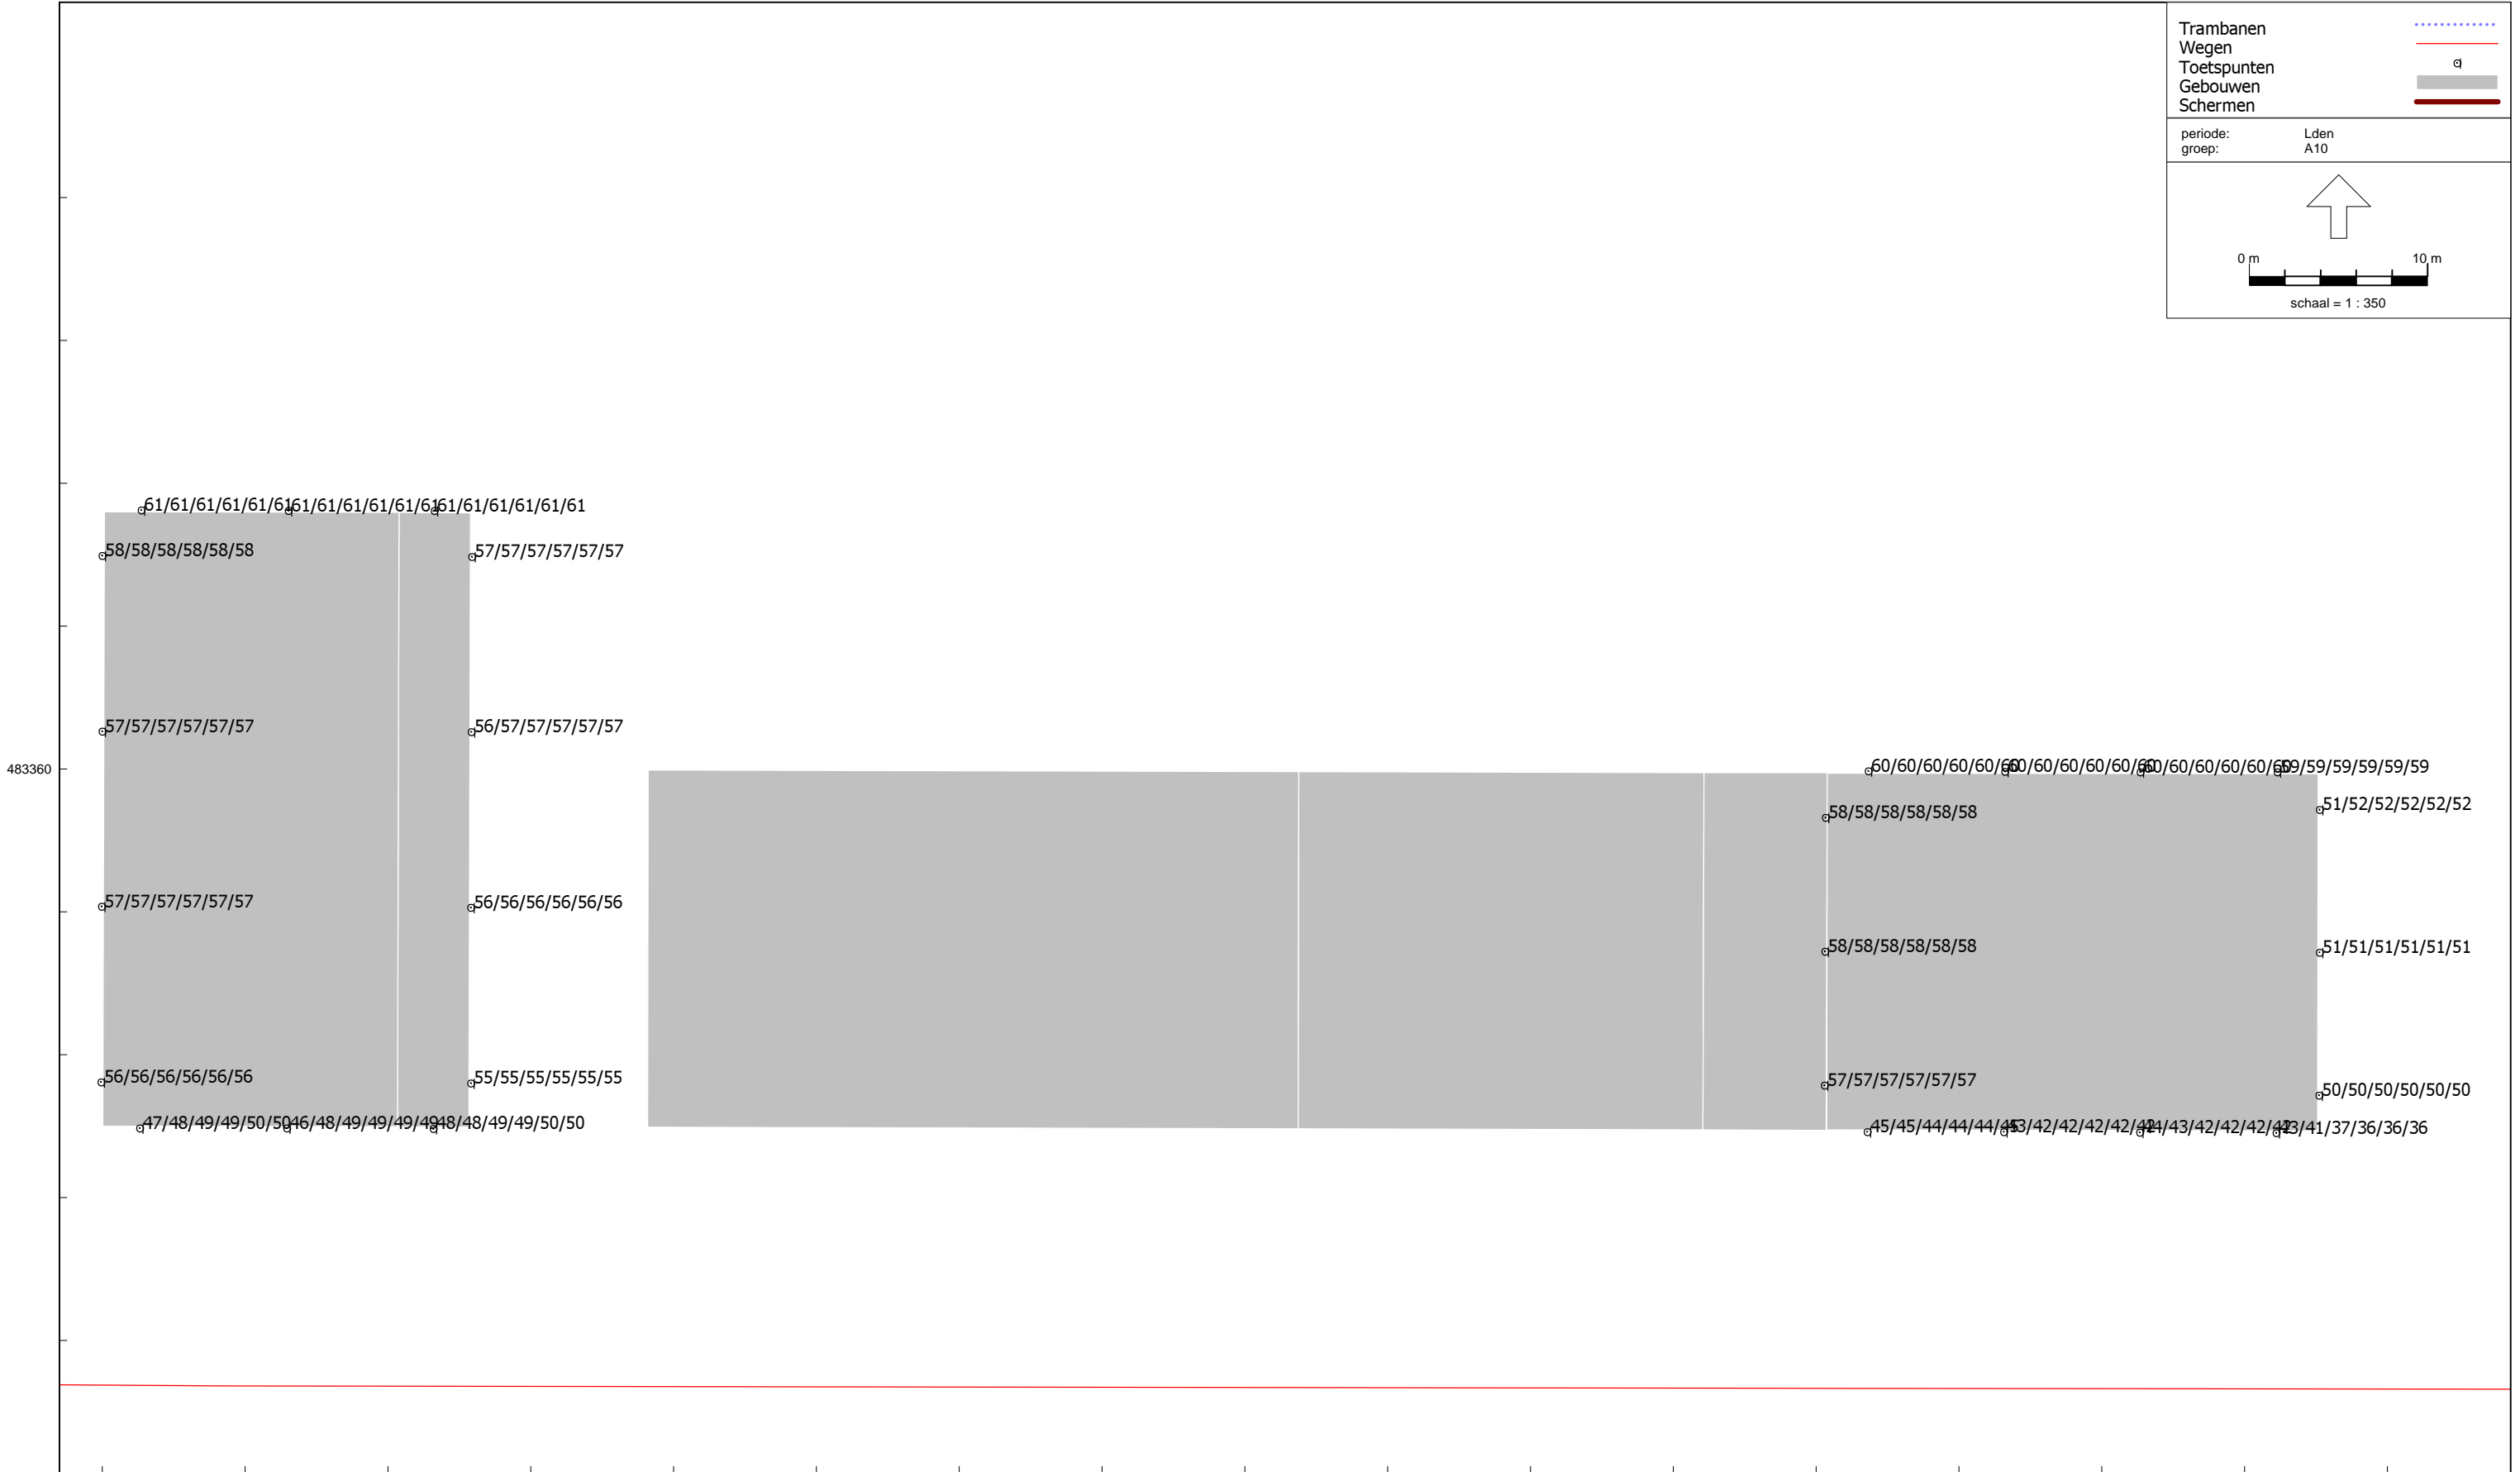 Trambanen
Wegen
Toetspunten
Gebouwen
Schermen
periode: Lden
groep: A10
0 m 10 m
schaal = 1 : 350
61/61/61/61/61/61 61/61/61/61/61/61 61/61/61/61/61/61
58/58/58/58/58/58 57/57/57/57/57/57
57/57/57/57/57/57 56/57/57/57/57/57
483360
60/60/60/60/60/60 60/60/60/60/60/60 60/60/60/60/60/60 59/59/59/59/59/59
58/58/58/58/58/58 51/52/52/52/52/52
57/57/57/57/57/57 56/56/56/56/56/56
58/58/58/58/58/58 51/51/51/51/51/51
56/56/56/56/56/56 55/55/55/55/55/55
57/57/57/57/57/57 50/50/50/50/50/50
47/48/49/49/50/50 46/48/49/49/49/49 48/48/49/49/50/50
45/45/44/44/44/45 43/42/42/42/42/42 44/43/42/42/42/42 43/41/37/36/36/36